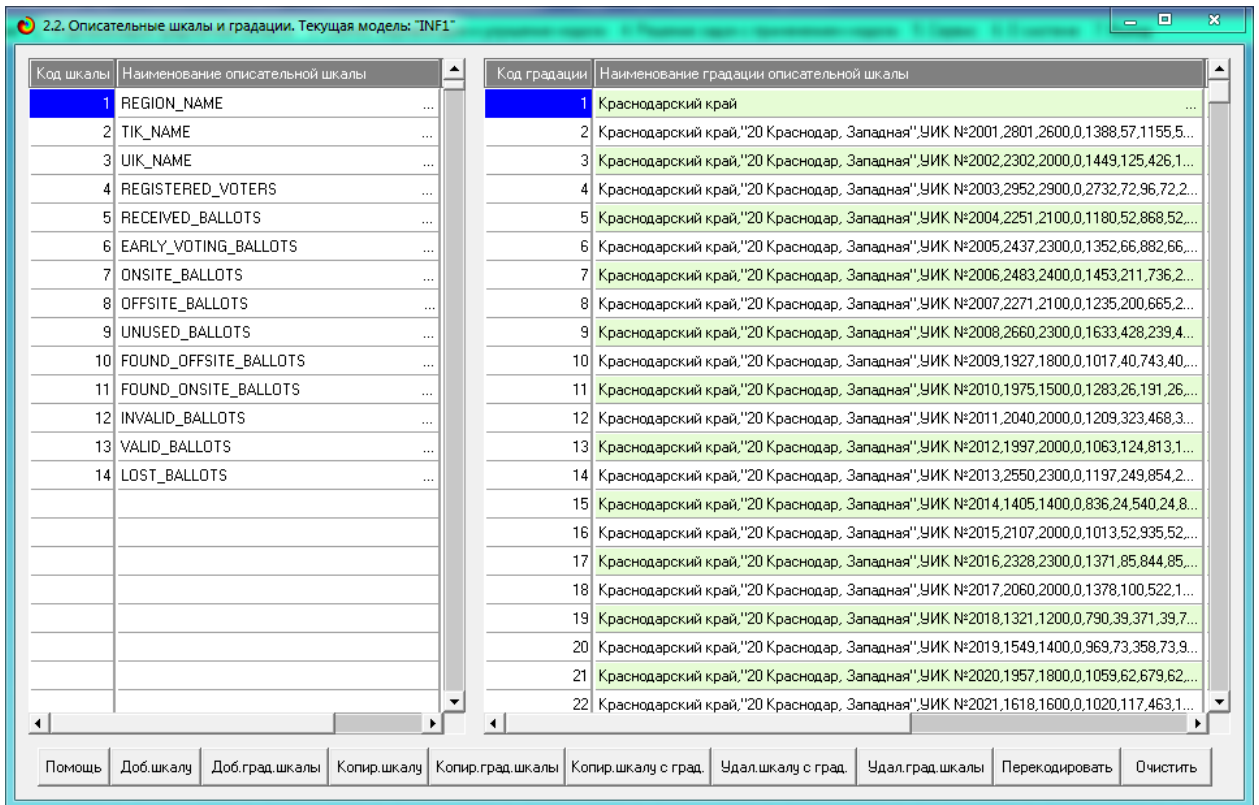 2.2. Описательные шкалы и градации. Текущая модель: "INF1"
Код шкалы Наименование описательной шкалы
1 REGION_NAME ...
2 TIK_NAME ...
3 UIK_NAME ...
4 REGISTERED_VOTERS ...
5 RECEIVED_BALLOTS ...
6 EARLY_VOTING_BALLOTS ...
7 ONSITE_BALLOTS ...
8 OFFSITE_BALLOTS ...
9 UNUSED_BALLOTS ...
10 FOUND_OFFSITE_BALLOTS ...
11 FOUND_ONSITE_BALLOTS ...
12 INVALID_BALLOTS ...
13 VALID_BALLOTS ...
14 LOST_BALLOTS ...
Код градации Наименование градации описательной шкалы
1 Краснодарский край ...
2 Краснодарский край,"20 Краснодар, Западная",УИК №2001,2801,2600,0,1388,57,1155,5...
3 Краснодарский край,"20 Краснодар, Западная",УИК №2002,2302,2000,0,1449,125,426,1...
4 Краснодарский край,"20 Краснодар, Западная",УИК №2003,2952,2900,0,2732,72,96,72,2...
5 Краснодарский край,"20 Краснодар, Западная",УИК №2004,2251,2100,0,1180,52,868,52,...
6 Краснодарский край,"20 Краснодар, Западная",УИК №2005,2437,2300,0,1352,66,882,66,...
7 Краснодарский край,"20 Краснодар, Западная",УИК №2006,2483,2400,0,1453,211,736,2...
8 Краснодарский край,"20 Краснодар, Западная",УИК №2007,2271,2100,0,1235,200,665,2...
9 Краснодарский край,"20 Краснодар, Западная",УИК №2008,2660,2300,0,1633,428,239,4...
10 Краснодарский край,"20 Краснодар, Западная",УИК №2009,1927,1800,0,1017,40,743,40,...
11 Краснодарский край,"20 Краснодар, Западная",УИК №2010,1975,1500,0,1283,26,191,26,...
12 Краснодарский край,"20 Краснодар, Западная",УИК №2011,2040,2000,0,1209,323,468,3...
13 Краснодарский край,"20 Краснодар, Западная",УИК №2012,1997,2000,0,1063,124,813,1...
14 Краснодарский край,"20 Краснодар, Западная",УИК №2013,2550,2300,0,1197,249,854,2...
15 Краснодарский край,"20 Краснодар, Западная",УИК №2014,1405,1400,0,836,24,540,24,8...
16 Краснодарский край,"20 Краснодар, Западная",УИК №2015,2107,2000,0,1013,52,935,52,...
17 Краснодарский край,"20 Краснодар, Западная",УИК №2016,2328,2300,0,1371,85,844,85,...
18 Краснодарский край,"20 Краснодар, Западная",УИК №2017,2060,2000,0,1378,100,522,1...
19 Краснодарский край,"20 Краснодар, Западная",УИК №2018,1321,1200,0,790,39,371,39,7...
20 Краснодарский край,"20 Краснодар, Западная",УИК №2019,1549,1400,0,969,73,358,73,9...
21 Краснодарский край,"20 Краснодар, Западная",УИК №2020,1957,1800,0,1059,62,679,62,...
22 Краснодарский край,"20 Краснодар, Западная",УИК №2021,1618,1600,0,1020,117,463,1...
Помощь Доб.шкалу Доб.град.шкалы Копир.шкалу Копир.град.шкалы Копир.шкалу с град. Удал.шкалу с град. Удал.град.шкалы Перекодировать Очистить